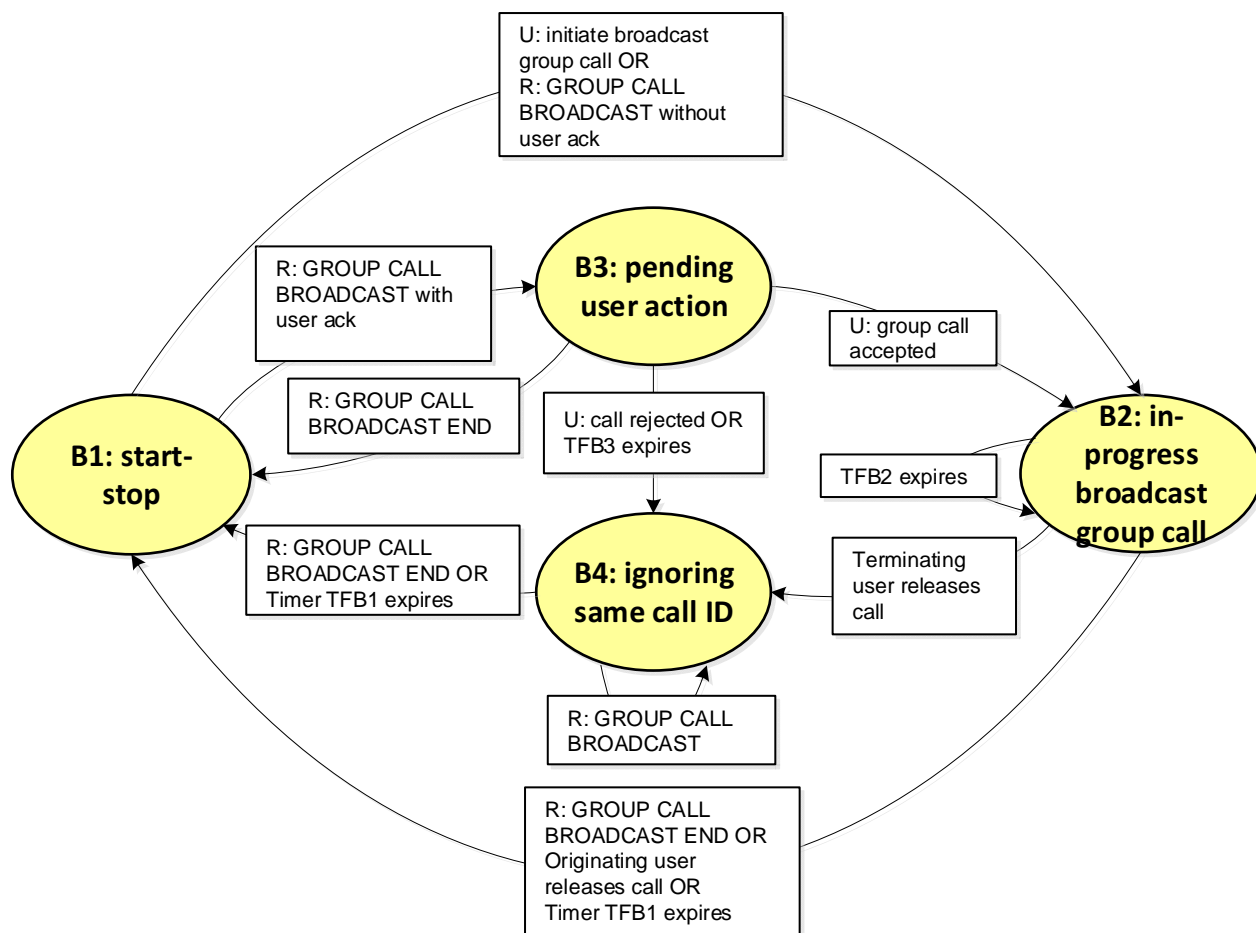 U: initiate broadcast
group call OR
R: GROUP CALL
BROADCAST without
user ack
R: GROUP CALL
BROADCAST with
user ack
B3: pending
user action
U: group call
accepted
R: GROUP CALL
BROADCAST END
U: call rejected OR
TFB3 expires
B1: start-
stop
B2: in-
progress
broadcast
group call
TFB2 expires
R: GROUP CALL
BROADCAST END OR
Timer TFB1 expires
B4: ignoring
same call ID
Terminating
user releases
call
R: GROUP CALL
BROADCAST
R: GROUP CALL
BROADCAST END OR
Originating user
releases call OR
Timer TFB1 expires